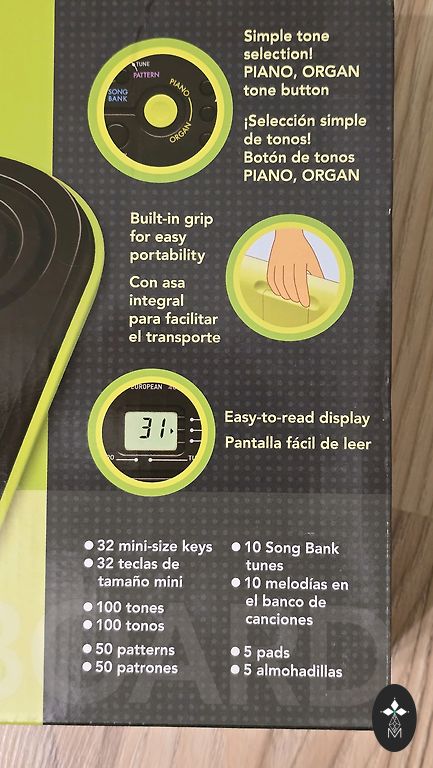 Simple tone
selection!
PIANO, ORGAN
tone button
¡Selección simple
de tonos!
Botón de tonos
PIANO, ORGAN
TUNE
PATTERN
SONG
BANK
PIANO
ORGAN
Built-in grip
for easy
portability
Con asa
integral
para facilitar
el transporte
EUROPEAN
31
Easy-to-read display
Pantalla fácil de leer
● 32 mini-size keys
● 32 teclas de
tamaño mini
● 100 tones
● 100 tonos
● 50 patterns
● 50 patrones
● 10 Song Bank
tunes
● 10 melodías en
el banco de
canciones
● 5 pads
● 5 almohadillas
BOARD
M